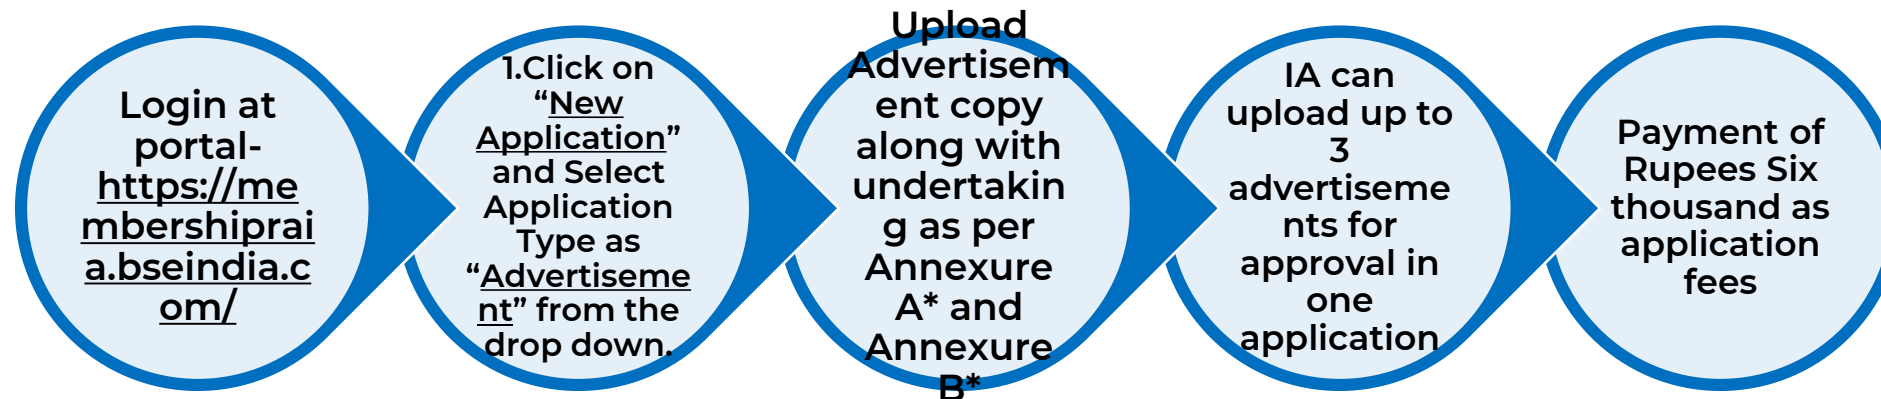 Login at
portal-
https://me
mbershiprai
a.bseindia.c
om/
1.Click on
“New
Application”
and Select
Application
Type as
“Advertiseme
nt” from the
drop down.
Upload
Advertisem
ent copy
along with
undertakin
g as per
Annexure
A* and
Annexure
B*
IA can
upload up to
3
advertiseme
nts for
approval in
one
application
Payment of
Rupees Six
thousand as
application
fees